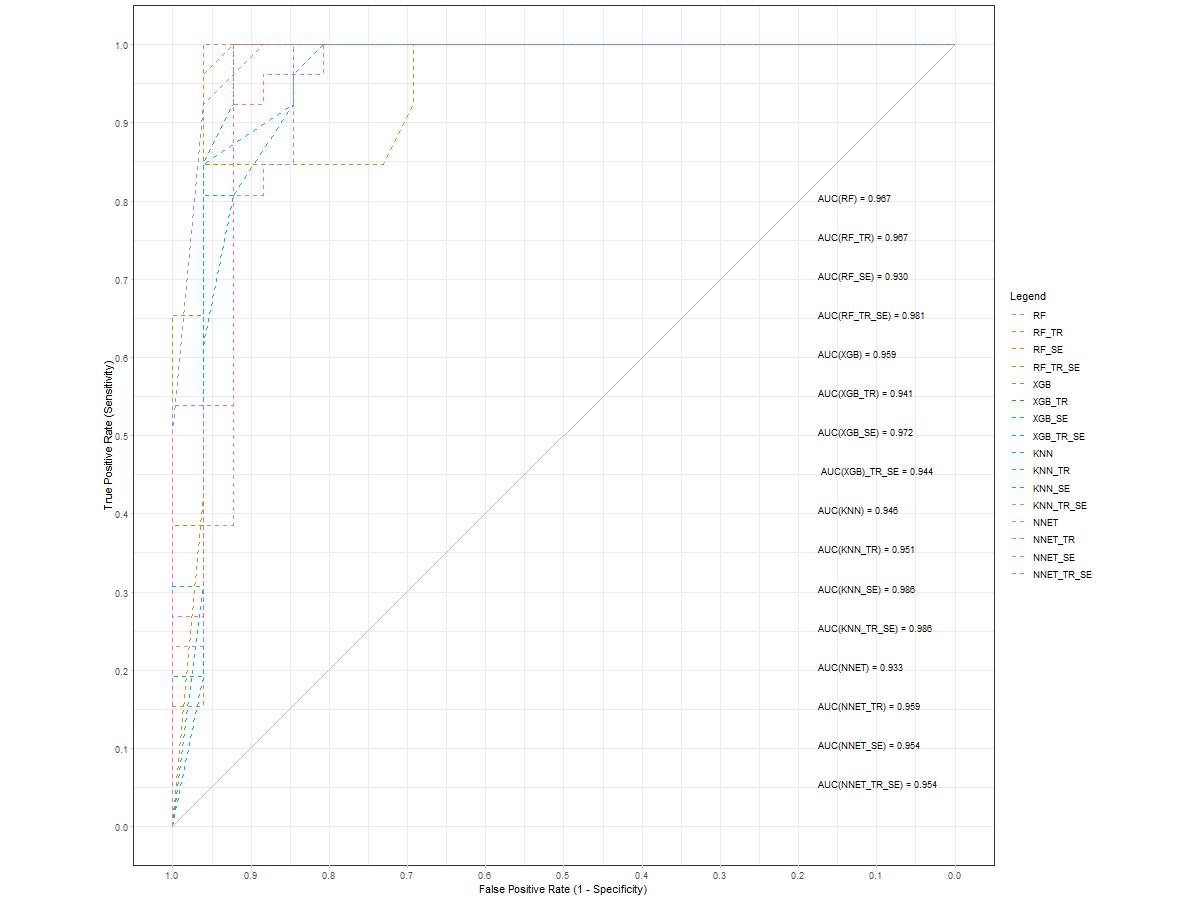 1.0
0.9
0.8
0.7
0.6
0.5
0.4
0.3
0.2
0.1
0.0
True Positive Rate (Sensitivity)
AUC(RF) = 0.967
AUC(RF_TR) = 0.967
AUC(RF_SE) = 0.930
AUC(RF_TR_SE) = 0.981
AUC(XGB) = 0.959
AUC(XGB_TR) = 0.941
AUC(XGB_SE) = 0.972
AUC(XGB)_TR_SE = 0.944
AUC(KNN) = 0.946
AUC(KNN_TR) = 0.951
AUC(KNN_SE) = 0.986
AUC(KNN_TR_SE) = 0.986
AUC(NNET) = 0.933
AUC(NNET_TR) = 0.959
AUC(NNET_SE) = 0.954
AUC(NNET_TR_SE) = 0.954
1.0 0.9 0.8 0.7 0.6 0.5 0.4 0.3 0.2 0.1 0.0
False Positive Rate (1 - Specificity)
Legend
RF
RF_TR
RF_SE
RF_TR_SE
XGB
XGB_TR
XGB_SE
XGB_TR_SE
KNN
KNN_TR
KNN_SE
KNN_TR_SE
NNET
NNET_TR
NNET_SE
NNET_TR_SE